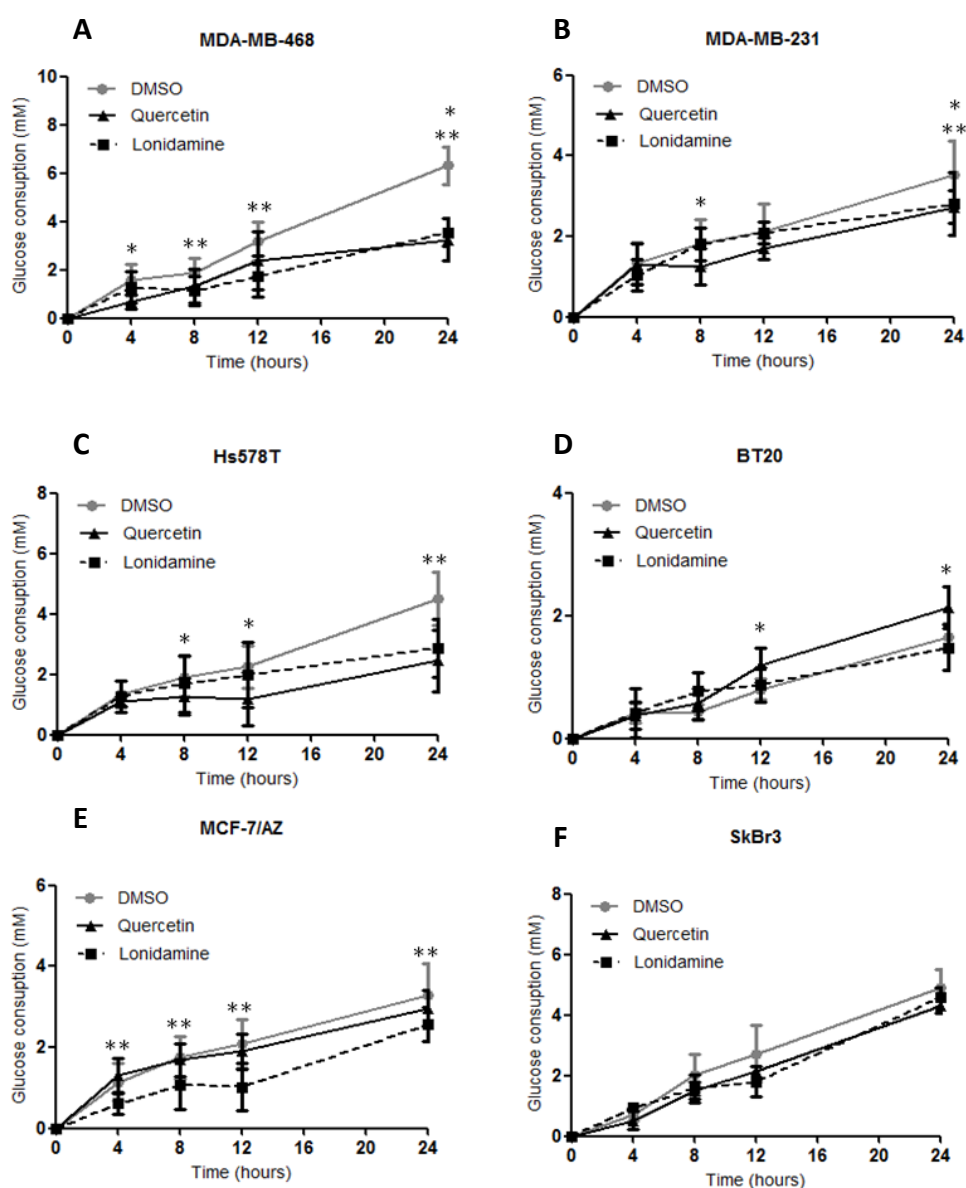 A
MDA-MB-468
DMSO
Quercetin
Lonidamine
Glucose consuption (mM)
10
8
6
4
2
0
*
**
**
*
**
0 4 8 12 16 20 24
Time (hours)
B
MDA-MB-231
DMSO
Quercetin
Lonidamine
Glucose consuption (mM)
6
4
2
0
*
*
**
0 4 8 12 16 20 24
Time (hours)
C
Hs578T
DMSO
Quercetin
Lonidamine
Glucose consuption (mM)
8
6
4
2
0
*
*
**
0 4 8 12 16 20 24
Time (hours)
D
BT20
DMSO
Quercetin
Lonidamine
Glucose consuption (mM)
4
2
0
*
*
0 4 8 12 16 20 24
Time (hours)
E
MCF-7/AZ
DMSO
Quercetin
Lonidamine
Glucose consuption (mM)
6
4
2
0
**
**
**
**
0 4 8 12 16 20 24
Time (hours)
F
SkBr3
DMSO
Quercetin
Lonidamine
Glucose consuption (mM)
8
6
4
2
0
0 4 8 12 16 20 24
Time (hours)